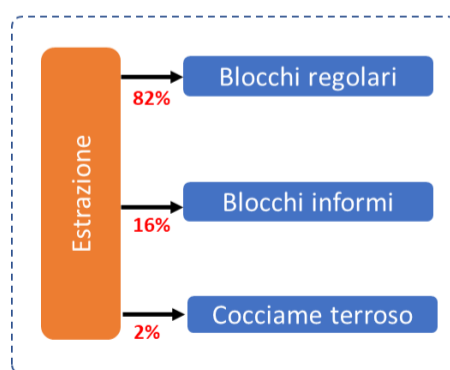 Estrazione
Blocchi regolari
82%
Blocchi informi
16%
Cocciame terroso
2%